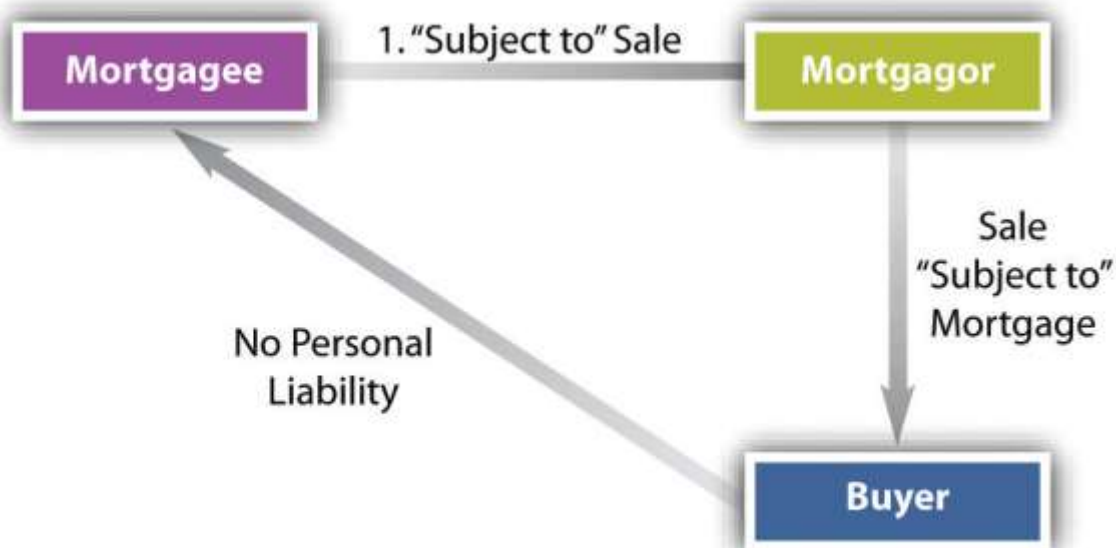 1. “Subject to” Sale
Mortgagee
Mortgagor
Sale
“Subject to”
Mortgage
No Personal
Liability
Buyer